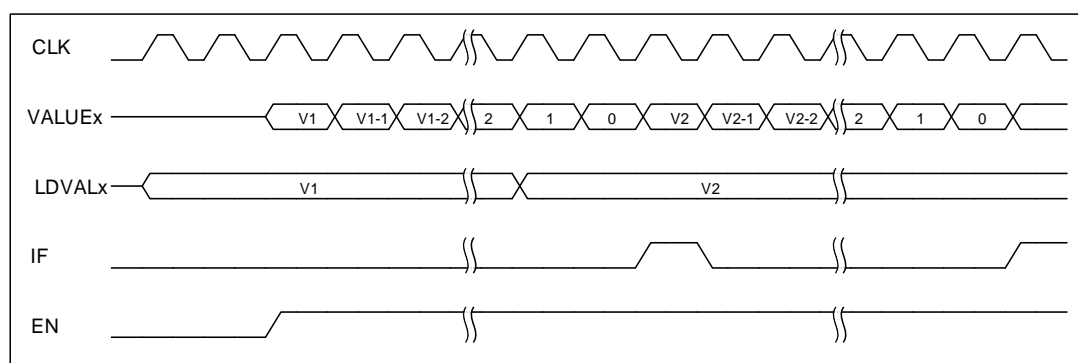 CLK
VALUEx V1 V1-1 V1-2 2 1 0 V2 V2-1 V2-2 2 1 0
LDVALx V1 V2
IF
EN